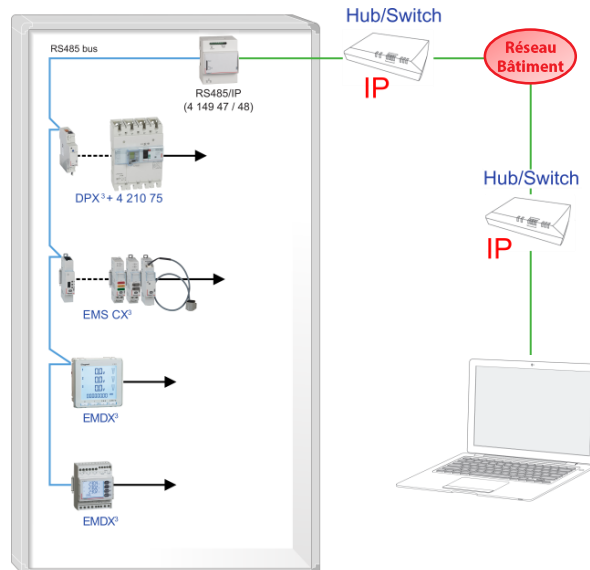 Hub/Switch
RS485 bus
IP
Réseau
Bâtiment
RS485/IP
(4 149 47 / 48)
DPX³ + 4 210 75
Hub/Switch
IP
EMS CX³
EMDX³
EMDX³